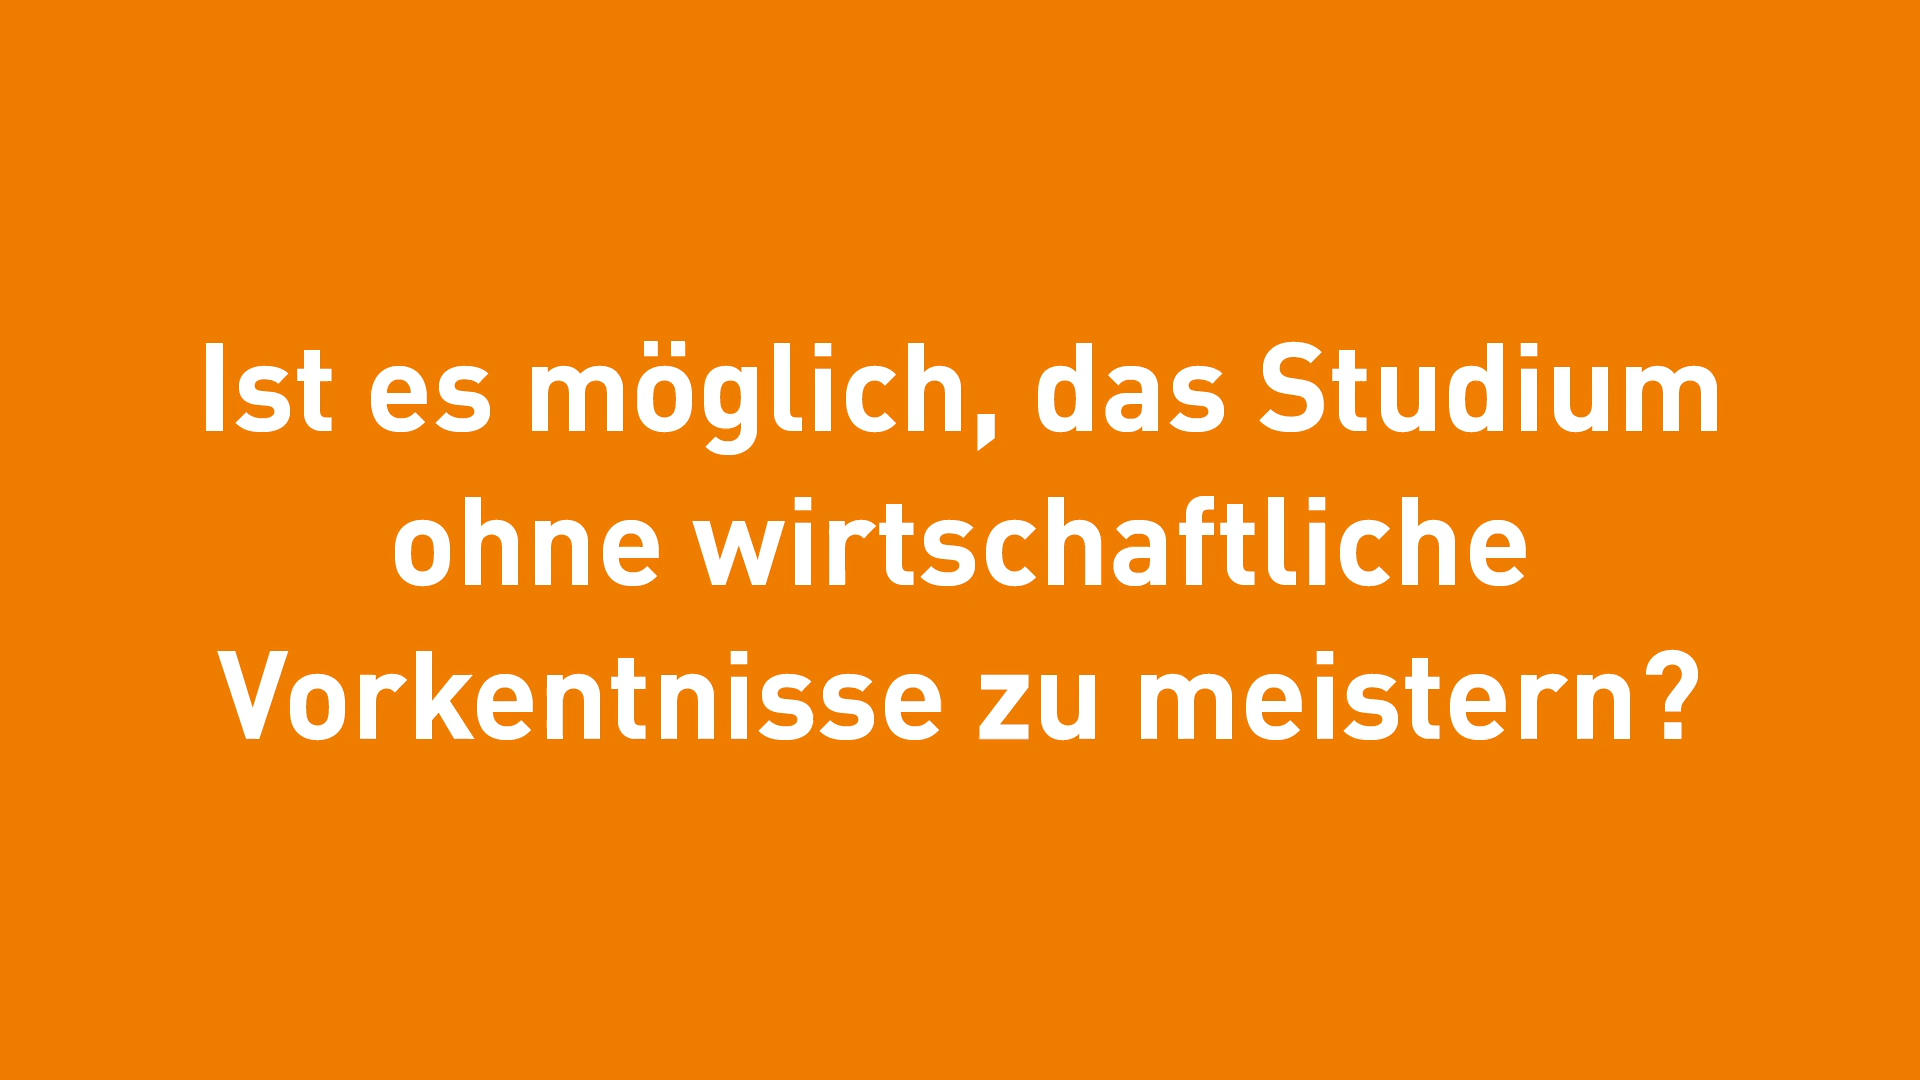 Ist es möglich, das Studium
ohne wirtschaftliche
Vorkentnisse zu meistern?